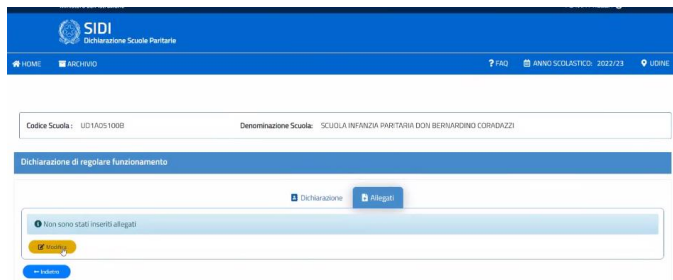 SIDI
Dichiarazione Scuole Paritarie
HOME ARCHIVIO ? FAQ ANNO SCOLASTICO: 2022/23 UDINE
Codice Scuola : UD1A05100B Denominazione Scuola: SCUOLA INFANZIA PARITARIA DON BERNARDINO CORADAZZI
Dichiarazione di regolare funzionamento
Dichiarazione Allegati
Non sono stati inseriti allegati
Modifica
← Indietro